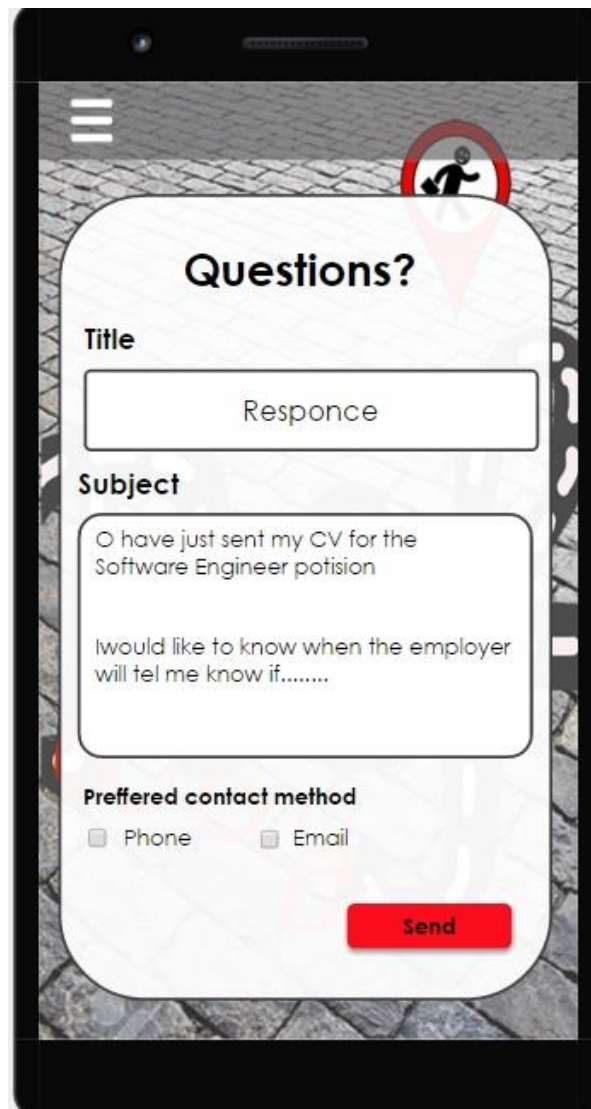 Questions?
Title
Responce
Subject
O have just sent my CV for the
Software Engineer potision
Iwould like to know when the employer
will tel me know if........
Preffered contact method
Phone Email
Send